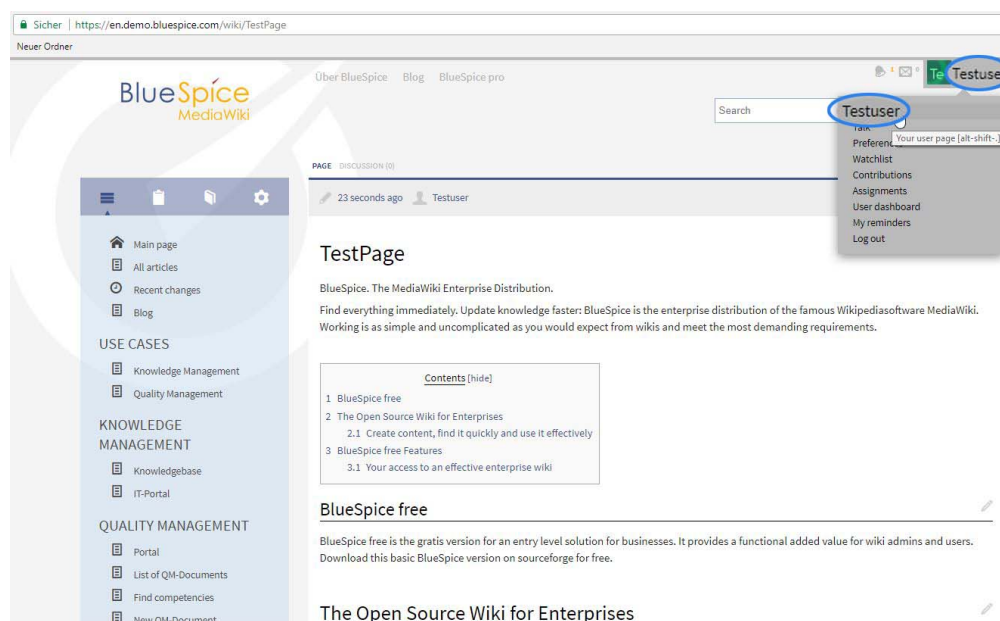 Sicher | https://en.demo.bluespice.com/wiki/TestPage
Neuer Ordner
BlueSpice
MediaWiki
Über BlueSpice Blog BlueSpice pro
1 0 Te Testuse
Search
Testuser
Talk
Your user page [alt-shift-.]
Preferenc
Watchlist
Contributions
Assignments
User dashboard
My reminders
Log out
PAGE DISCUSSION (0)
23 seconds ago Testuser
Main page
All articles
Recent changes
Blog
USE CASES
Knowledge Management
Quality Management
KNOWLEDGE
MANAGEMENT
Knowledgebase
IT-Portal
QUALITY MANAGEMENT
Portal
List of QM-Documents
Find competencies
New QM-Document
TestPage
BlueSpice. The MediaWiki Enterprise Distribution.
Find everything immediately. Update knowledge faster: BlueSpice is the enterprise distribution of the famous Wikipediasoftware MediaWiki.
Working is as simple and uncomplicated as you would expect from wikis and meet the most demanding requirements.
Contents [hide]
1 BlueSpice free
2 The Open Source Wiki for Enterprises
2.1 Create content, find it quickly and use it effectively
3 BlueSpice free Features
3.1 Your access to an effective enterprise wiki
BlueSpice free
BlueSpice free is the gratis version for an entry level solution for businesses. It provides a functional added value for wiki admins and users.
Download this basic BlueSpice version on sourceforge for free.
The Open Source Wiki for Enterprises